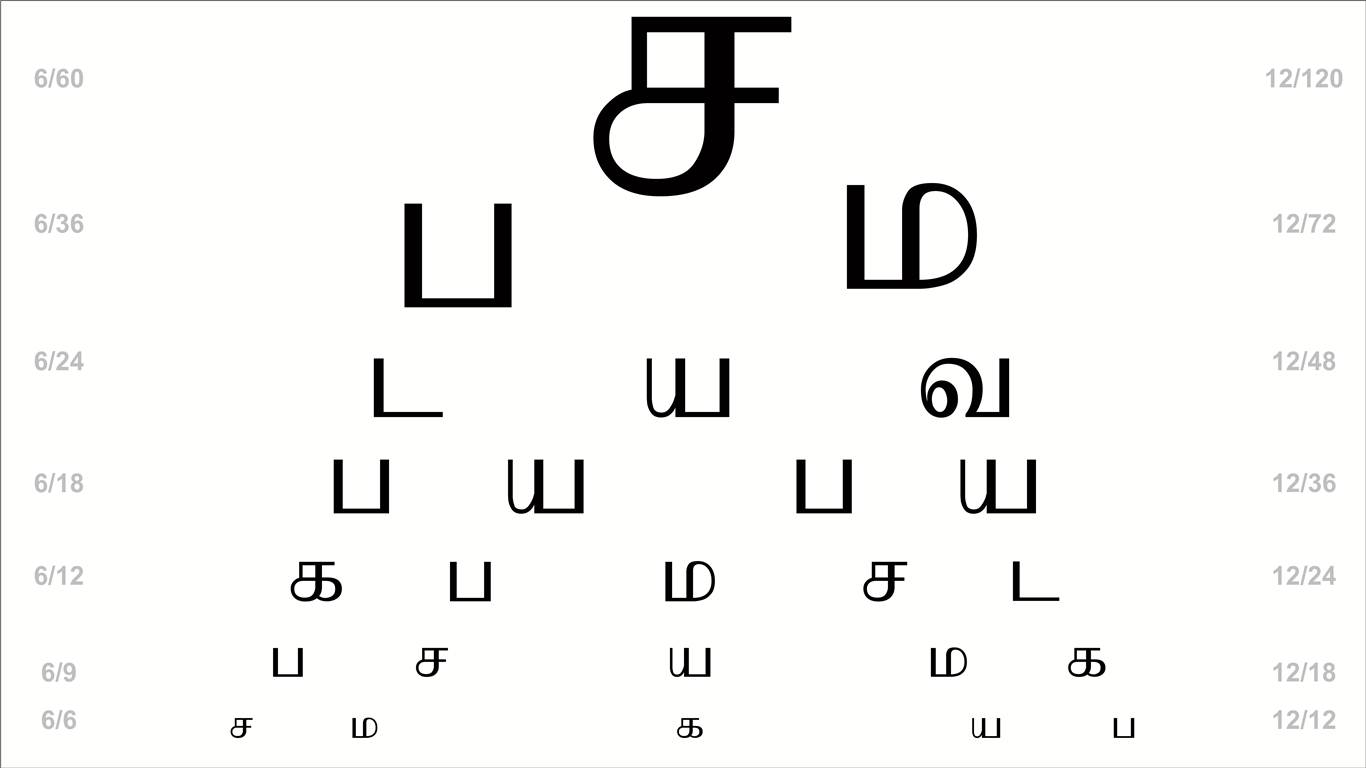 6/60 ச 12/120
6/36 ப ம 12/72
6/24 ட ய வ 12/48
6/18 ப ய ப ய 12/36
6/12 க ப ம ச ட 12/24
6/9 ப ச ய ம க 12/18
6/6 ச ம க ய ப 12/12